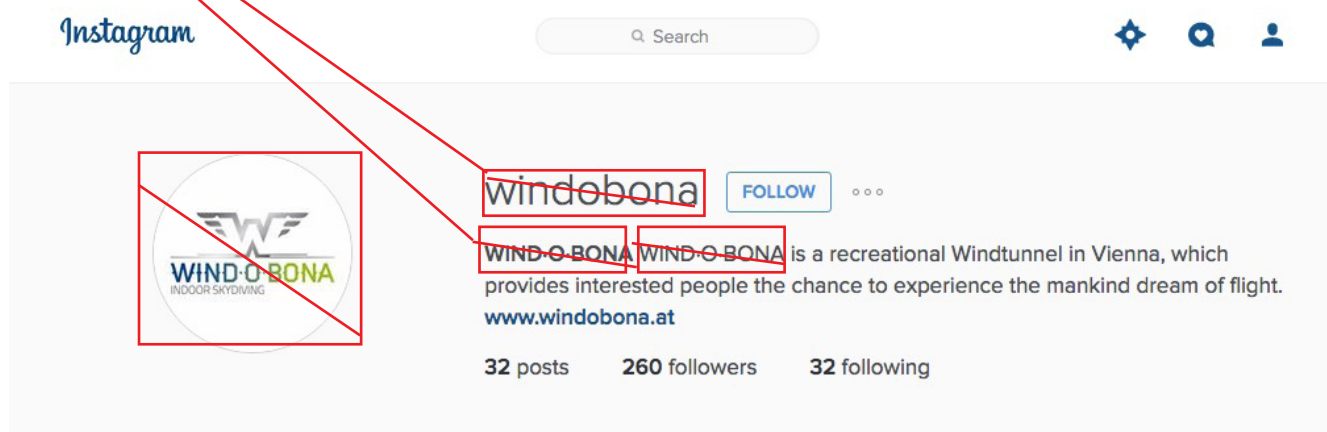 Instagram
Search
WIND·O·BONA
INDOOR SKYDIVING
windobona FOLLOW
WIND·O·BONA WIND·O·BONA is a recreational Windtunnel in Vienna, which
provides interested people the chance to experience the mankind dream of flight.
www.windobona.at
32 posts 260 followers 32 following